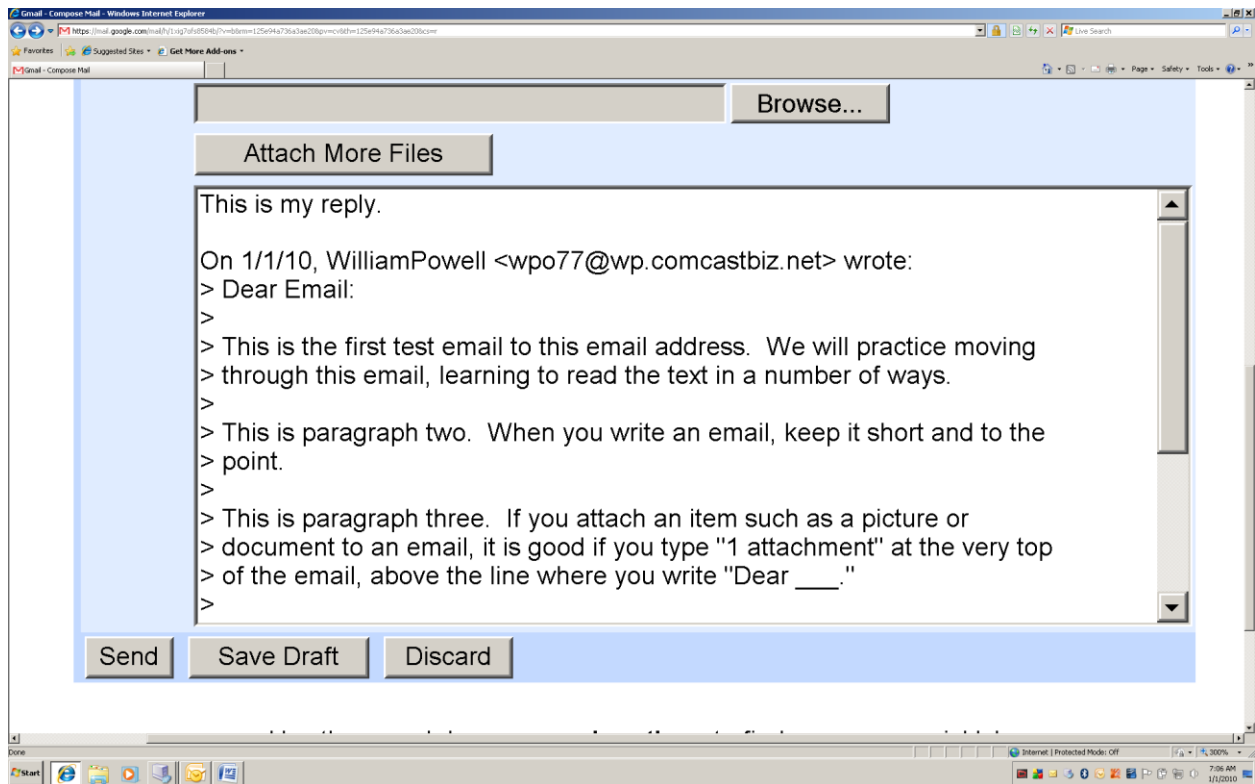 Gmail - Compose Mail - Windows Internet Explorer
Live Search
Favorites Suggested Sites Get More Add-ons
Gmail - Compose Mail Page Safety Tools
Browse...
Attach More Files
This is my reply.
On 1/1/10, WilliamPowell <wpo77@wp.comcastbiz.net> wrote:
> Dear Email:
>
> This is the first test email to this email address.  We will practice moving
> through this email, learning to read the text in a number of ways.
>
> This is paragraph two.  When you write an email, keep it short and to the
> point.
>
> This is paragraph three.  If you attach an item such as a picture or
> document to an email, it is good if you type "1 attachment" at the very top
> of the email, above the line where you write "Dear ___."
>
Send Save Draft Discard
Done Internet | Protected Mode: Off 300%
Start 7:06 AM
1/1/2010